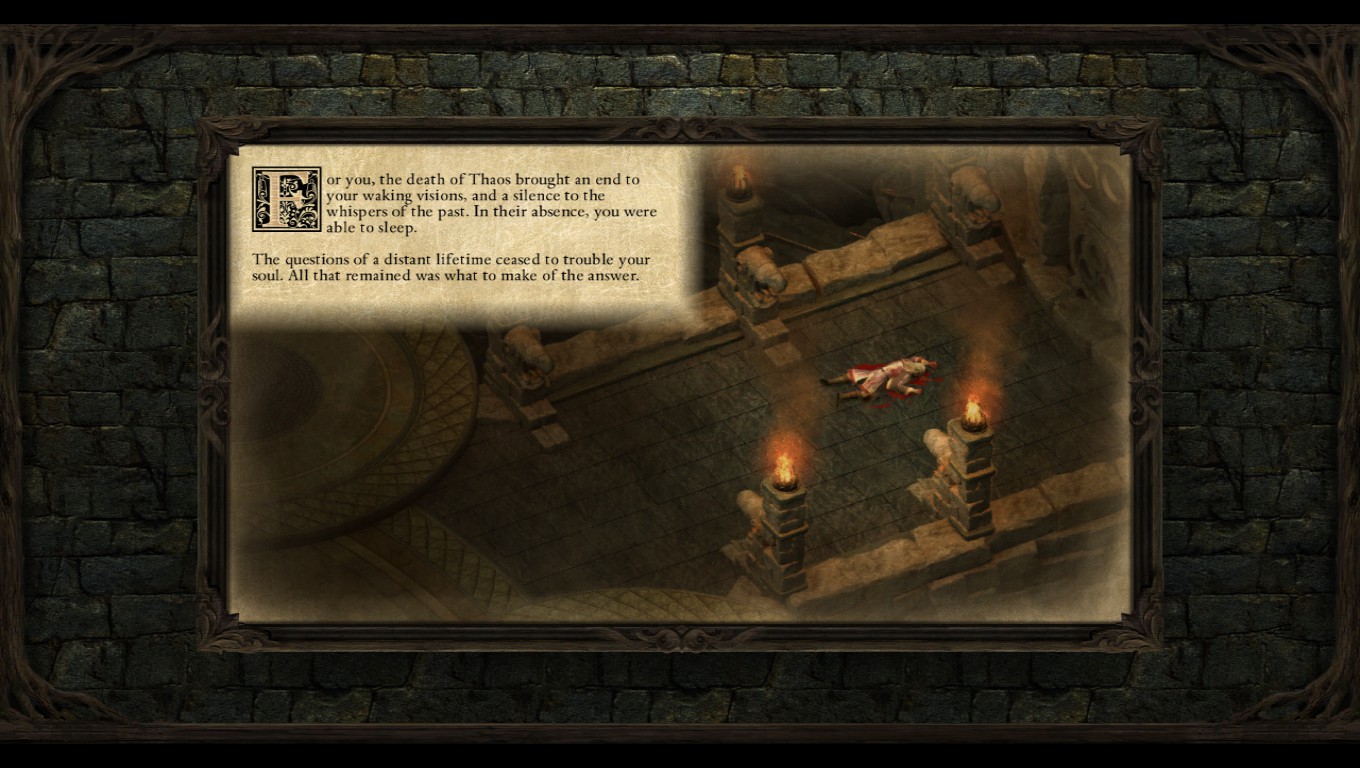 For you, the death of Thaos brought an end to
your waking visions, and a silence to the
whispers of the past. In their absence, you were
able to sleep.
The questions of a distant lifetime ceased to trouble your
soul. All that remained was what to make of the answer.